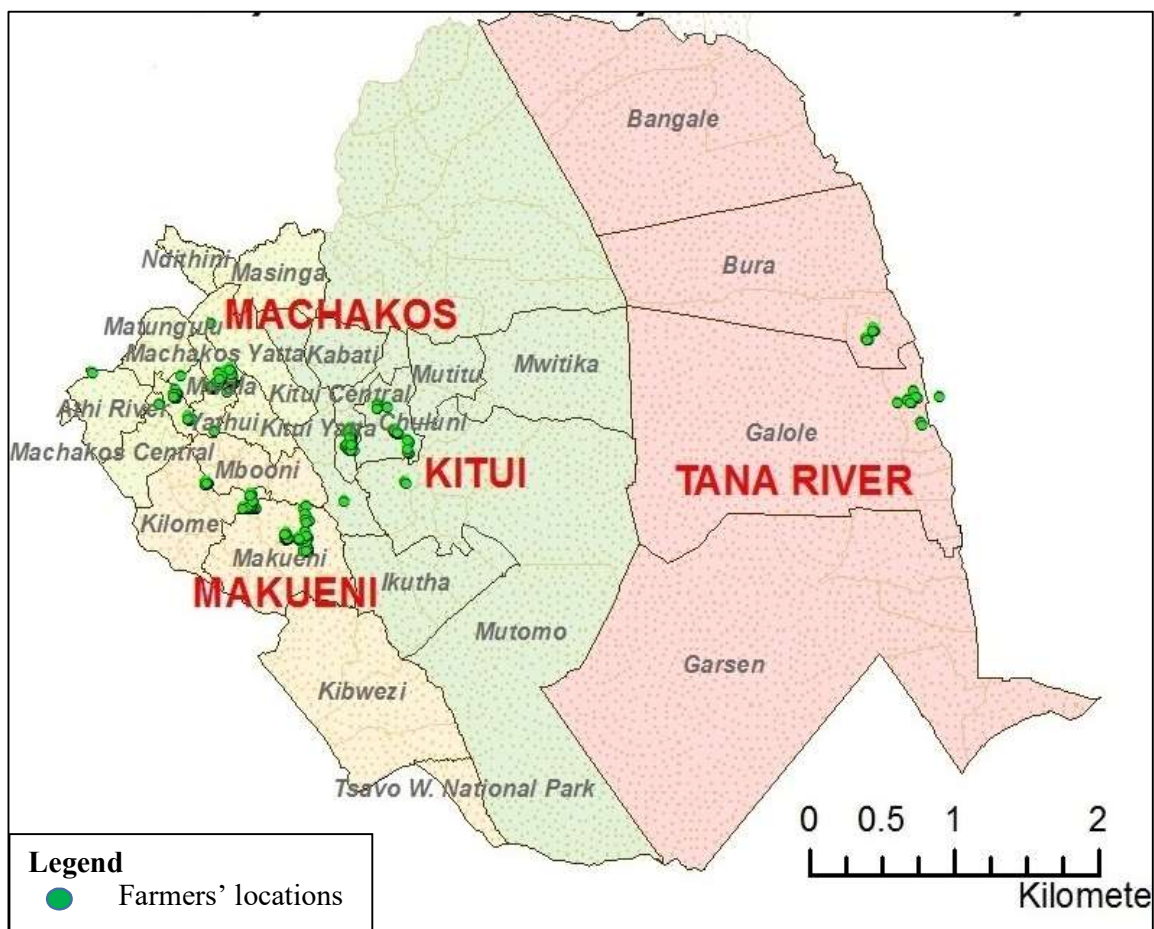 Bangale
Bura
Ndithini
Masinga
MACHAKOS
Matungulu
Machakos Yatta
Kabati
Mutitu
Mwitika
Kitui Central
Athi River
Yathui
Kitui Yatta
Chuluni
Galole
Machakos Central
Mbooni
KITUI
TANA RIVER
Kilome
Makueni
MAKUENI
Ikutha
Mutomo
Garsen
Kibwezi
Tsavo W. National Park
0 0.5 1 2
Kilomete
Legend
Farmers’ locations